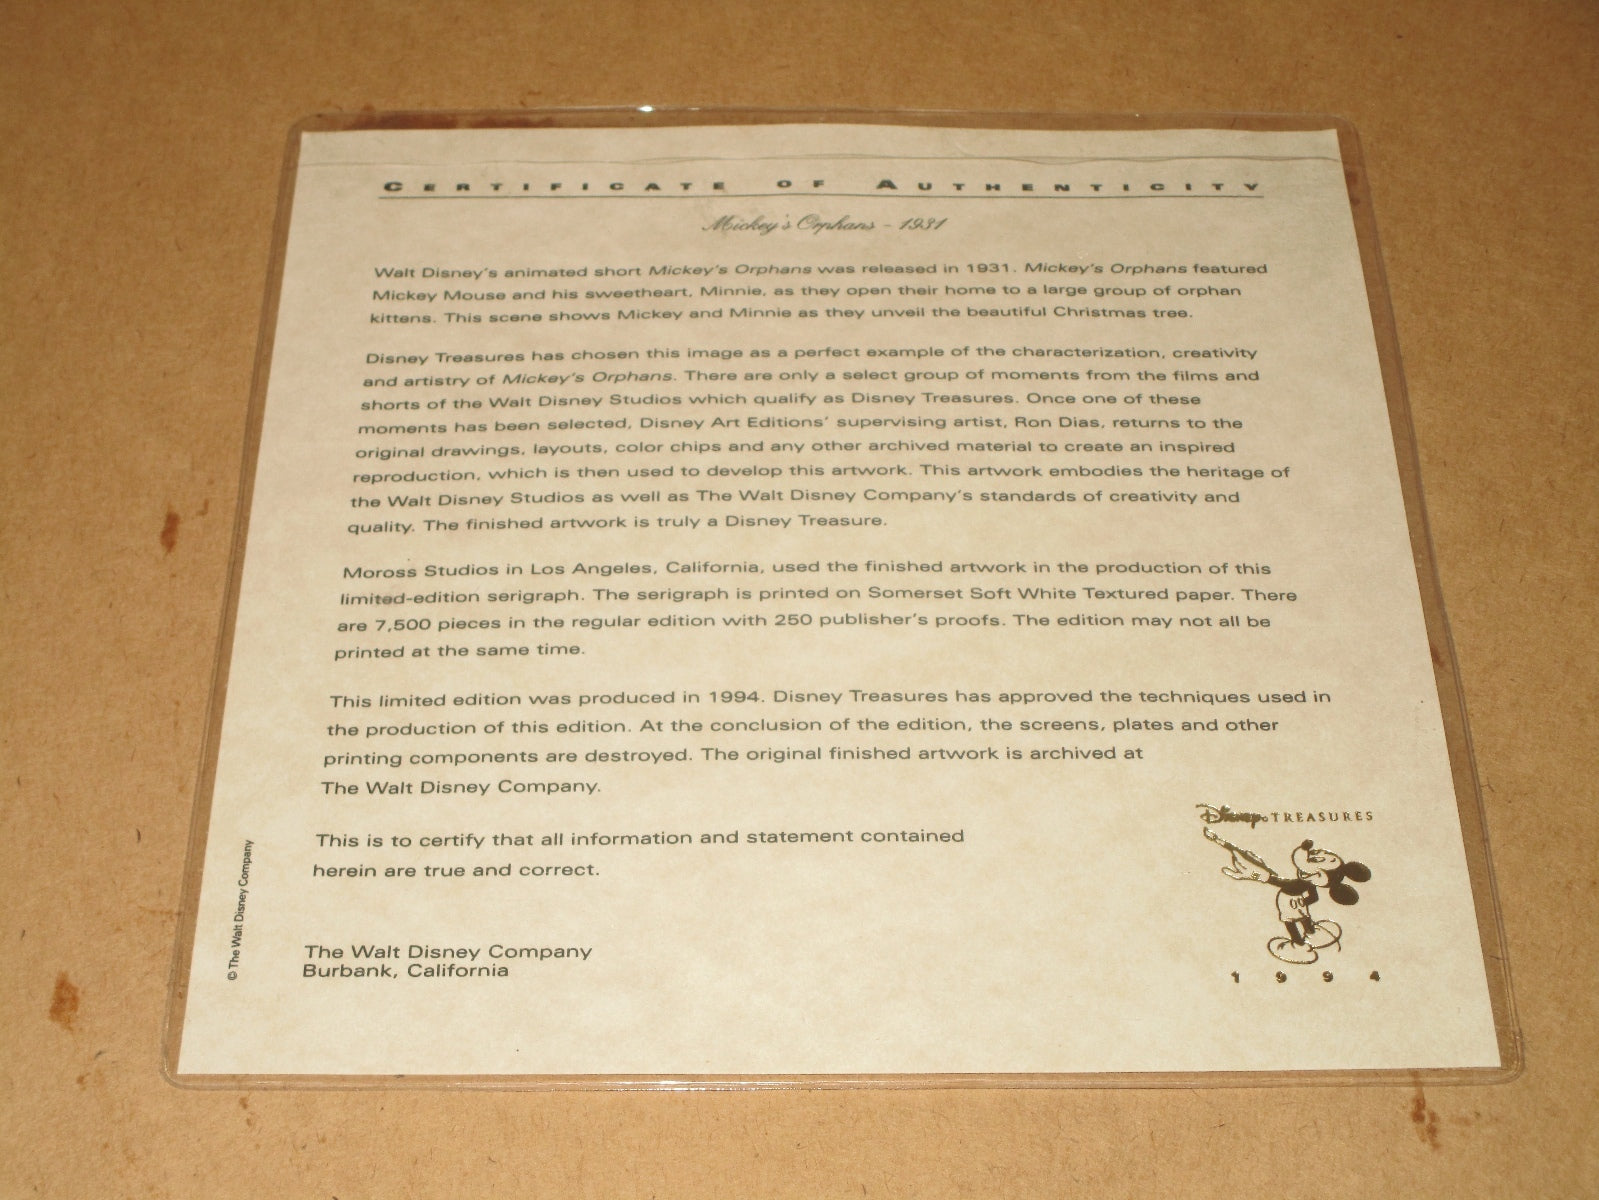 CERTIFICATE OF AUTHENTICITY
Mickey's Orphans - 1931
Walt Disney's animated short Mickey's Orphans was released in 1931. Mickey's Orphans featured
Mickey Mouse and his sweetheart, Minnie, as they open their home to a large group of orphan
kittens. This scene shows Mickey and Minnie as they unveil the beautiful Christmas tree.
Disney Treasures has chosen this image as a perfect example of the characterization, creativity
and artistry of Mickey's Orphans. There are only a select group of moments from the films and
shorts of the Walt Disney Studios which qualify as Disney Treasures. Once one of these
moments has been selected, Disney Art Editions' supervising artist, Ron Dias, returns to the
original drawings, layouts, color chips and any other archived material to create an inspired
reproduction, which is then used to develop this artwork. This artwork embodies the heritage of
the Walt Disney Studios as well as The Walt Disney Company's standards of creativity and
quality. The finished artwork is truly a Disney Treasure.
Moross Studios in Los Angeles, California, used the finished artwork in the production of this
limited-edition serigraph. The serigraph is printed on Somerset Soft White Textured paper. There
are 7,500 pieces in the regular edition with 250 publisher's proofs. The edition may not all be
printed at the same time.
This limited edition was produced in 1994. Disney Treasures has approved the techniques used in
the production of this edition. At the conclusion of the edition, the screens, plates and other
printing components are destroyed. The original finished artwork is archived at
The Walt Disney Company.
This is to certify that all information and statement contained
herein are true and correct.
The Walt Disney Company
Burbank, California
© The Walt Disney Company
Disney TREASURES
1994